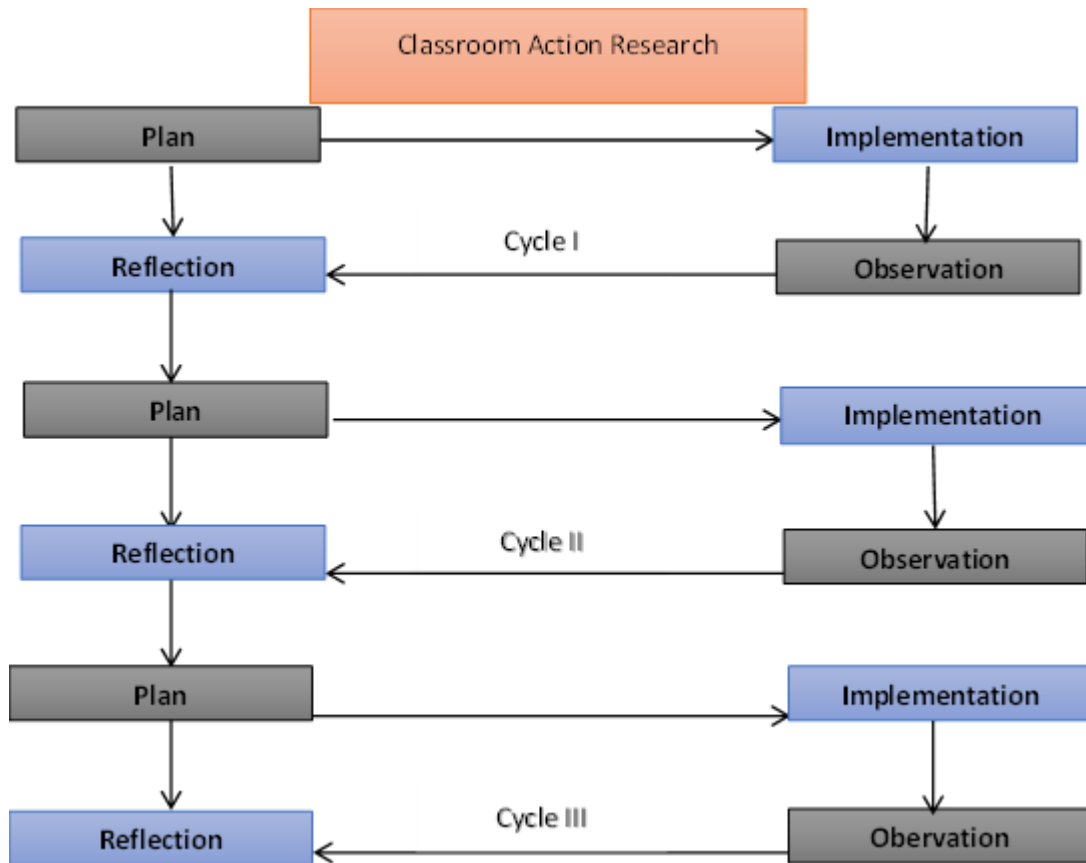 Classroom Action Research
Plan
Implementation
Cycle I
Reflection
Observation
Plan
Implementation
Cycle II
Reflection
Observation
Plan
Implementation
Cycle III
Reflection
Obervation